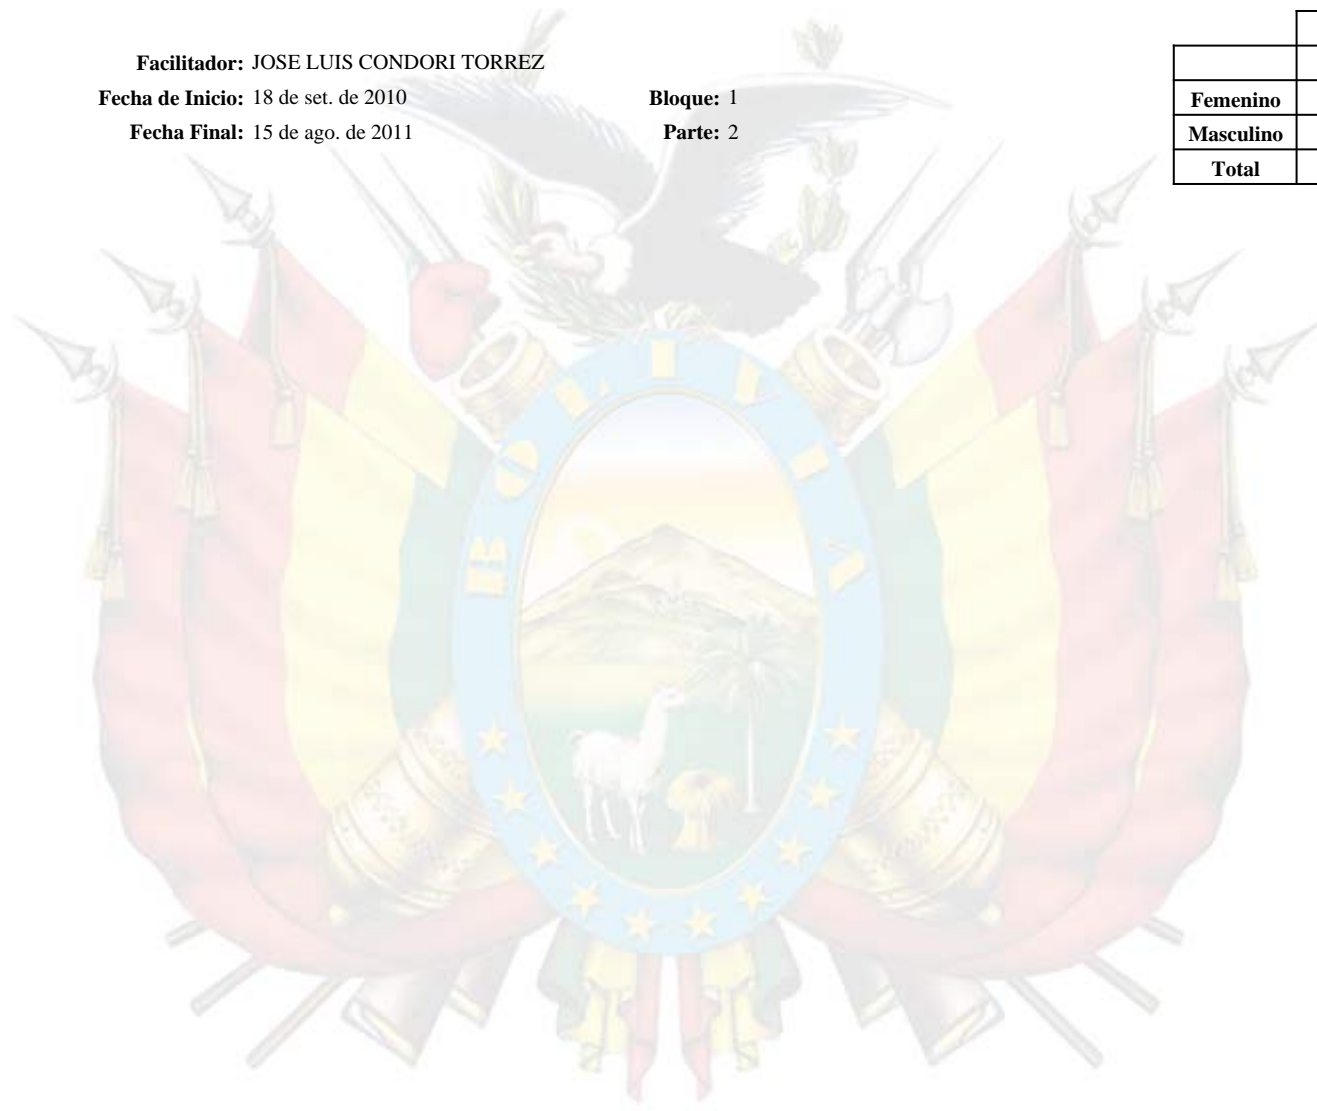 Facilitador: JOSE LUIS CONDORI TORREZ
Fecha de Inicio: 18 de set. de 2010 Bloque: 1
Fecha Final: 15 de ago. de 2011 Parte: 2
Femenino
Masculino
Total
BOLIVIA